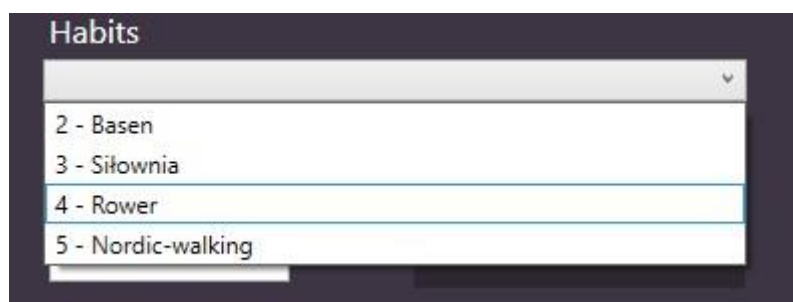 Habits
2 - Basen
3 - Siłownia
4 - Rower
5 - Nordic-walking